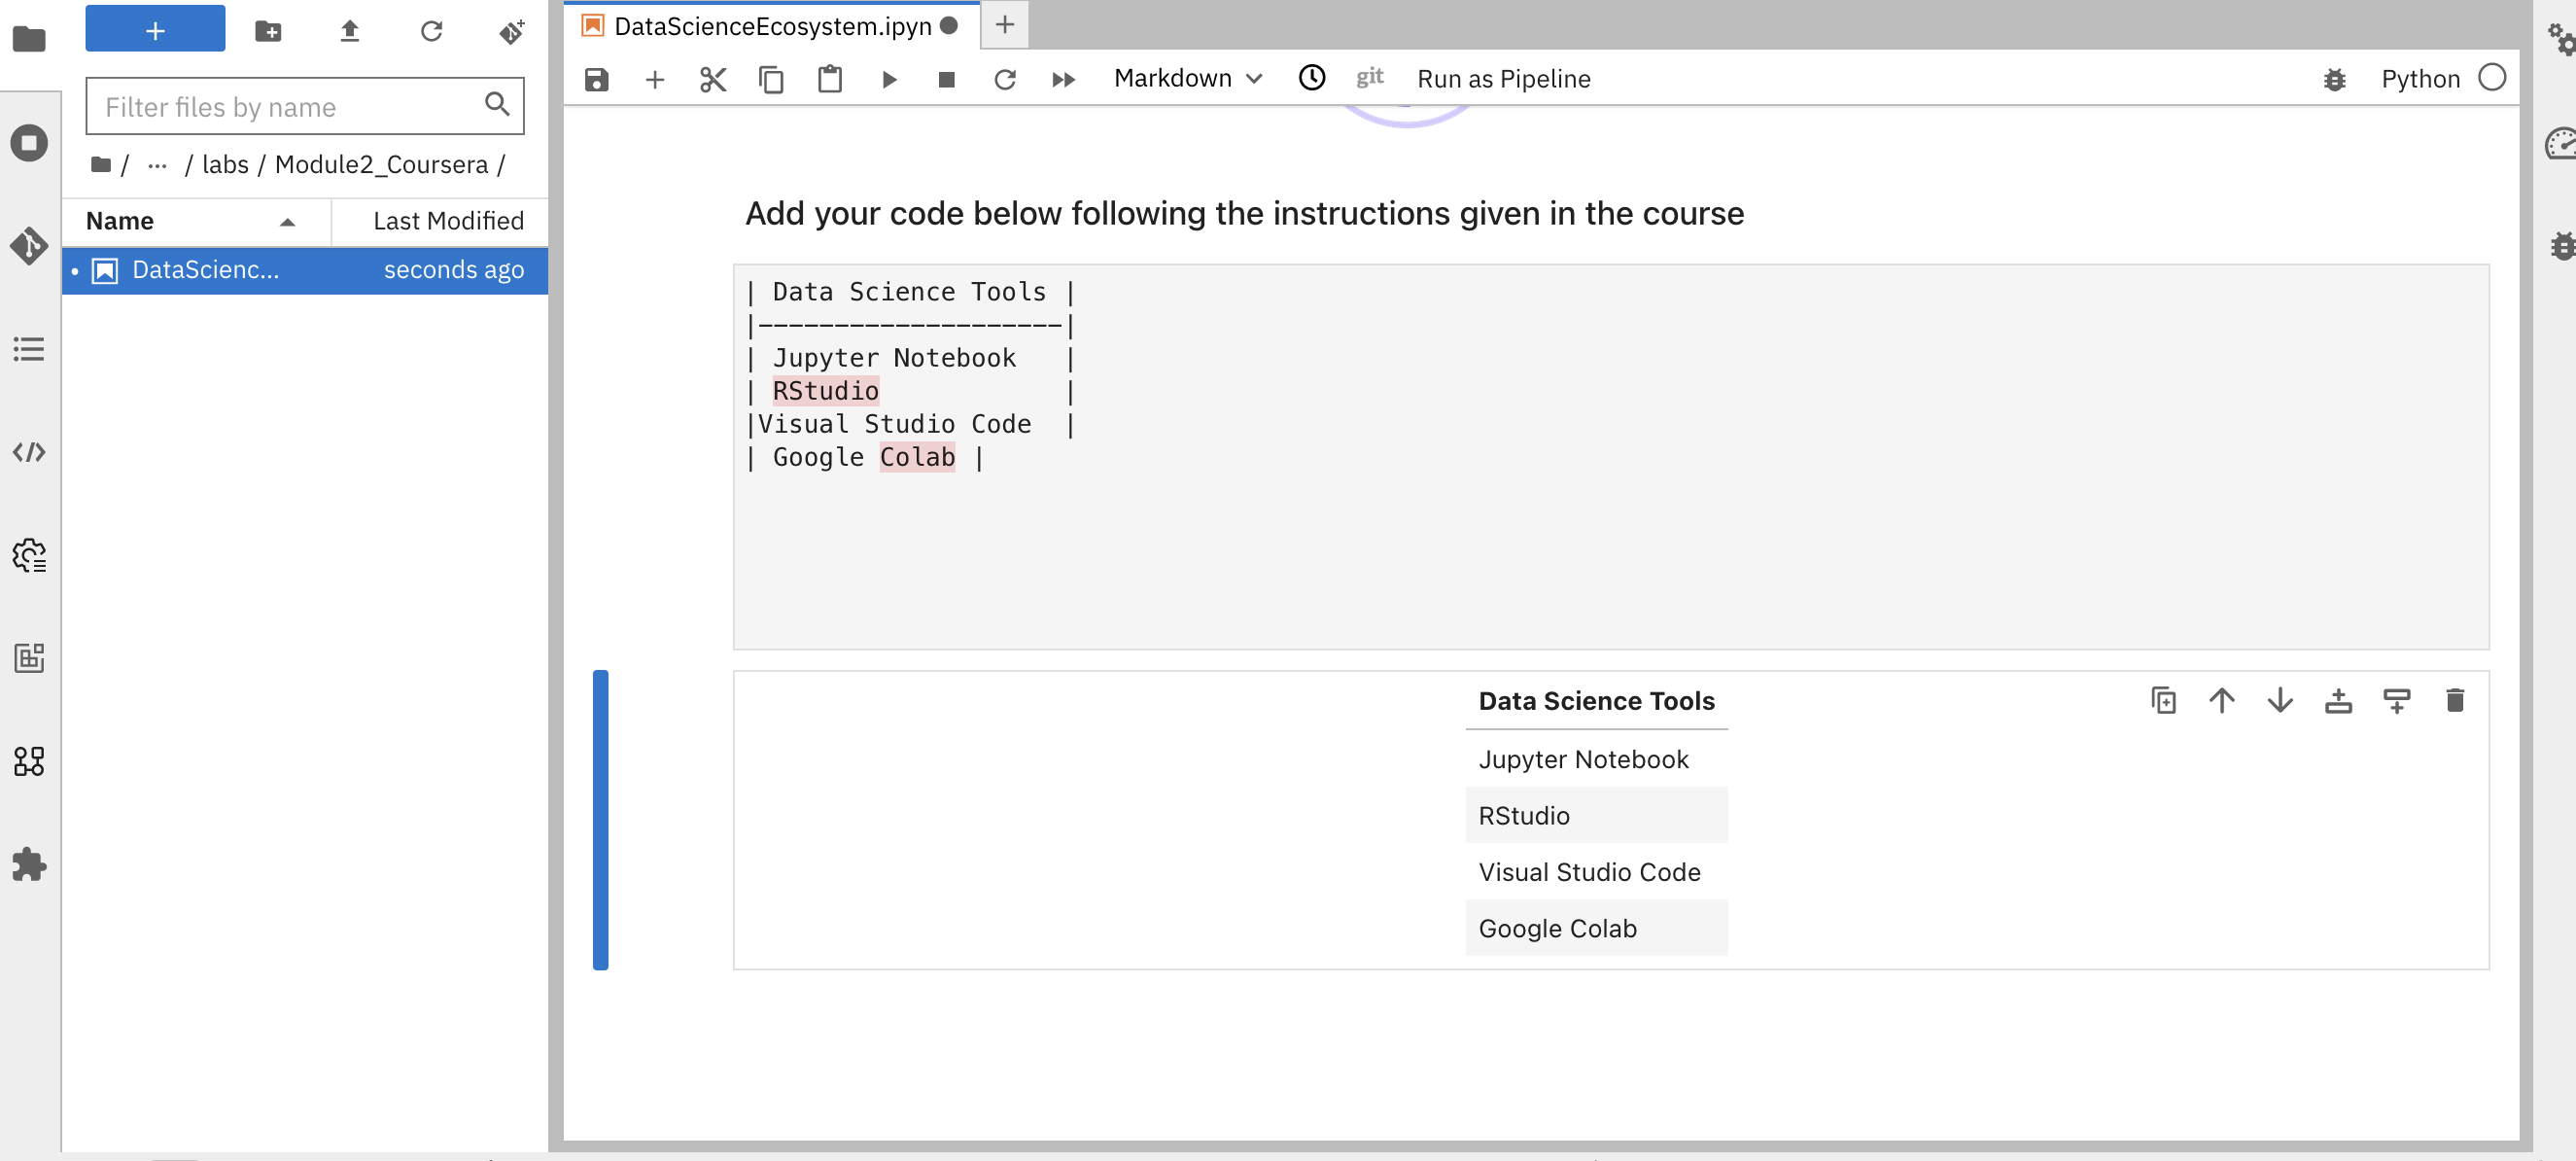 DataScienceEcosystem.ipyn
Markdown
git
Run as Pipeline
Python
Filter files by name
/ ... / labs / Module2_Coursera /
Name
Last Modified
DataScienc...
seconds ago
Add your code below following the instructions given in the course
| Data Science Tools |
|--------------------|
| Jupyter Notebook   |
| RStudio            |
|Visual Studio Code  |
| Google Colab |
Data Science Tools
Jupyter Notebook
RStudio
Visual Studio Code
Google Colab